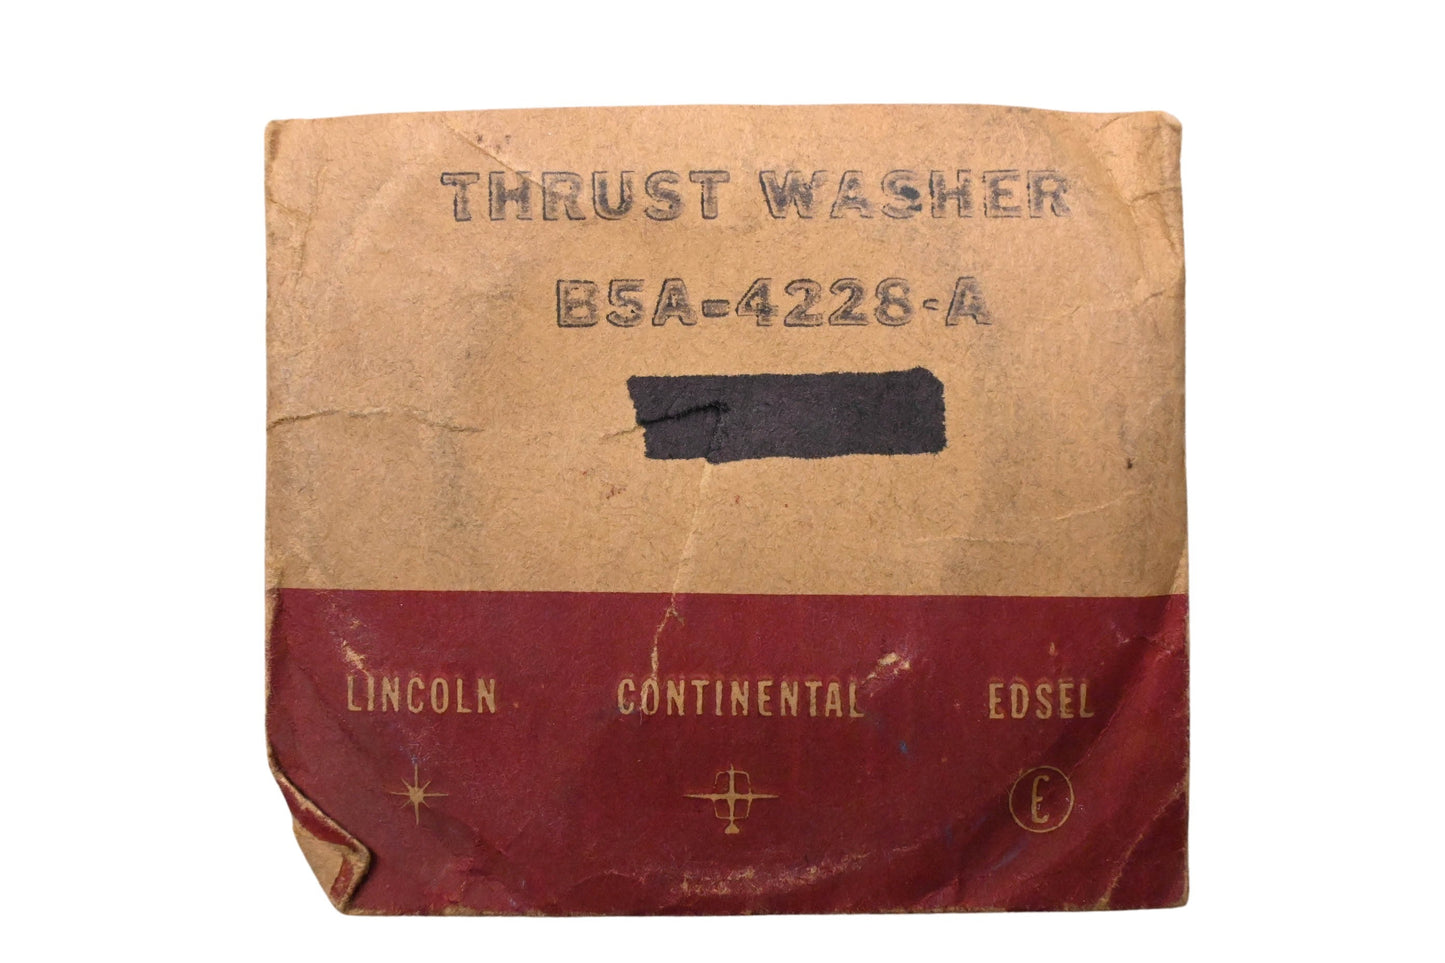 THRUST WASHER
B5A-4228-A
LINCOLN CONTINENTAL EDSEL
E